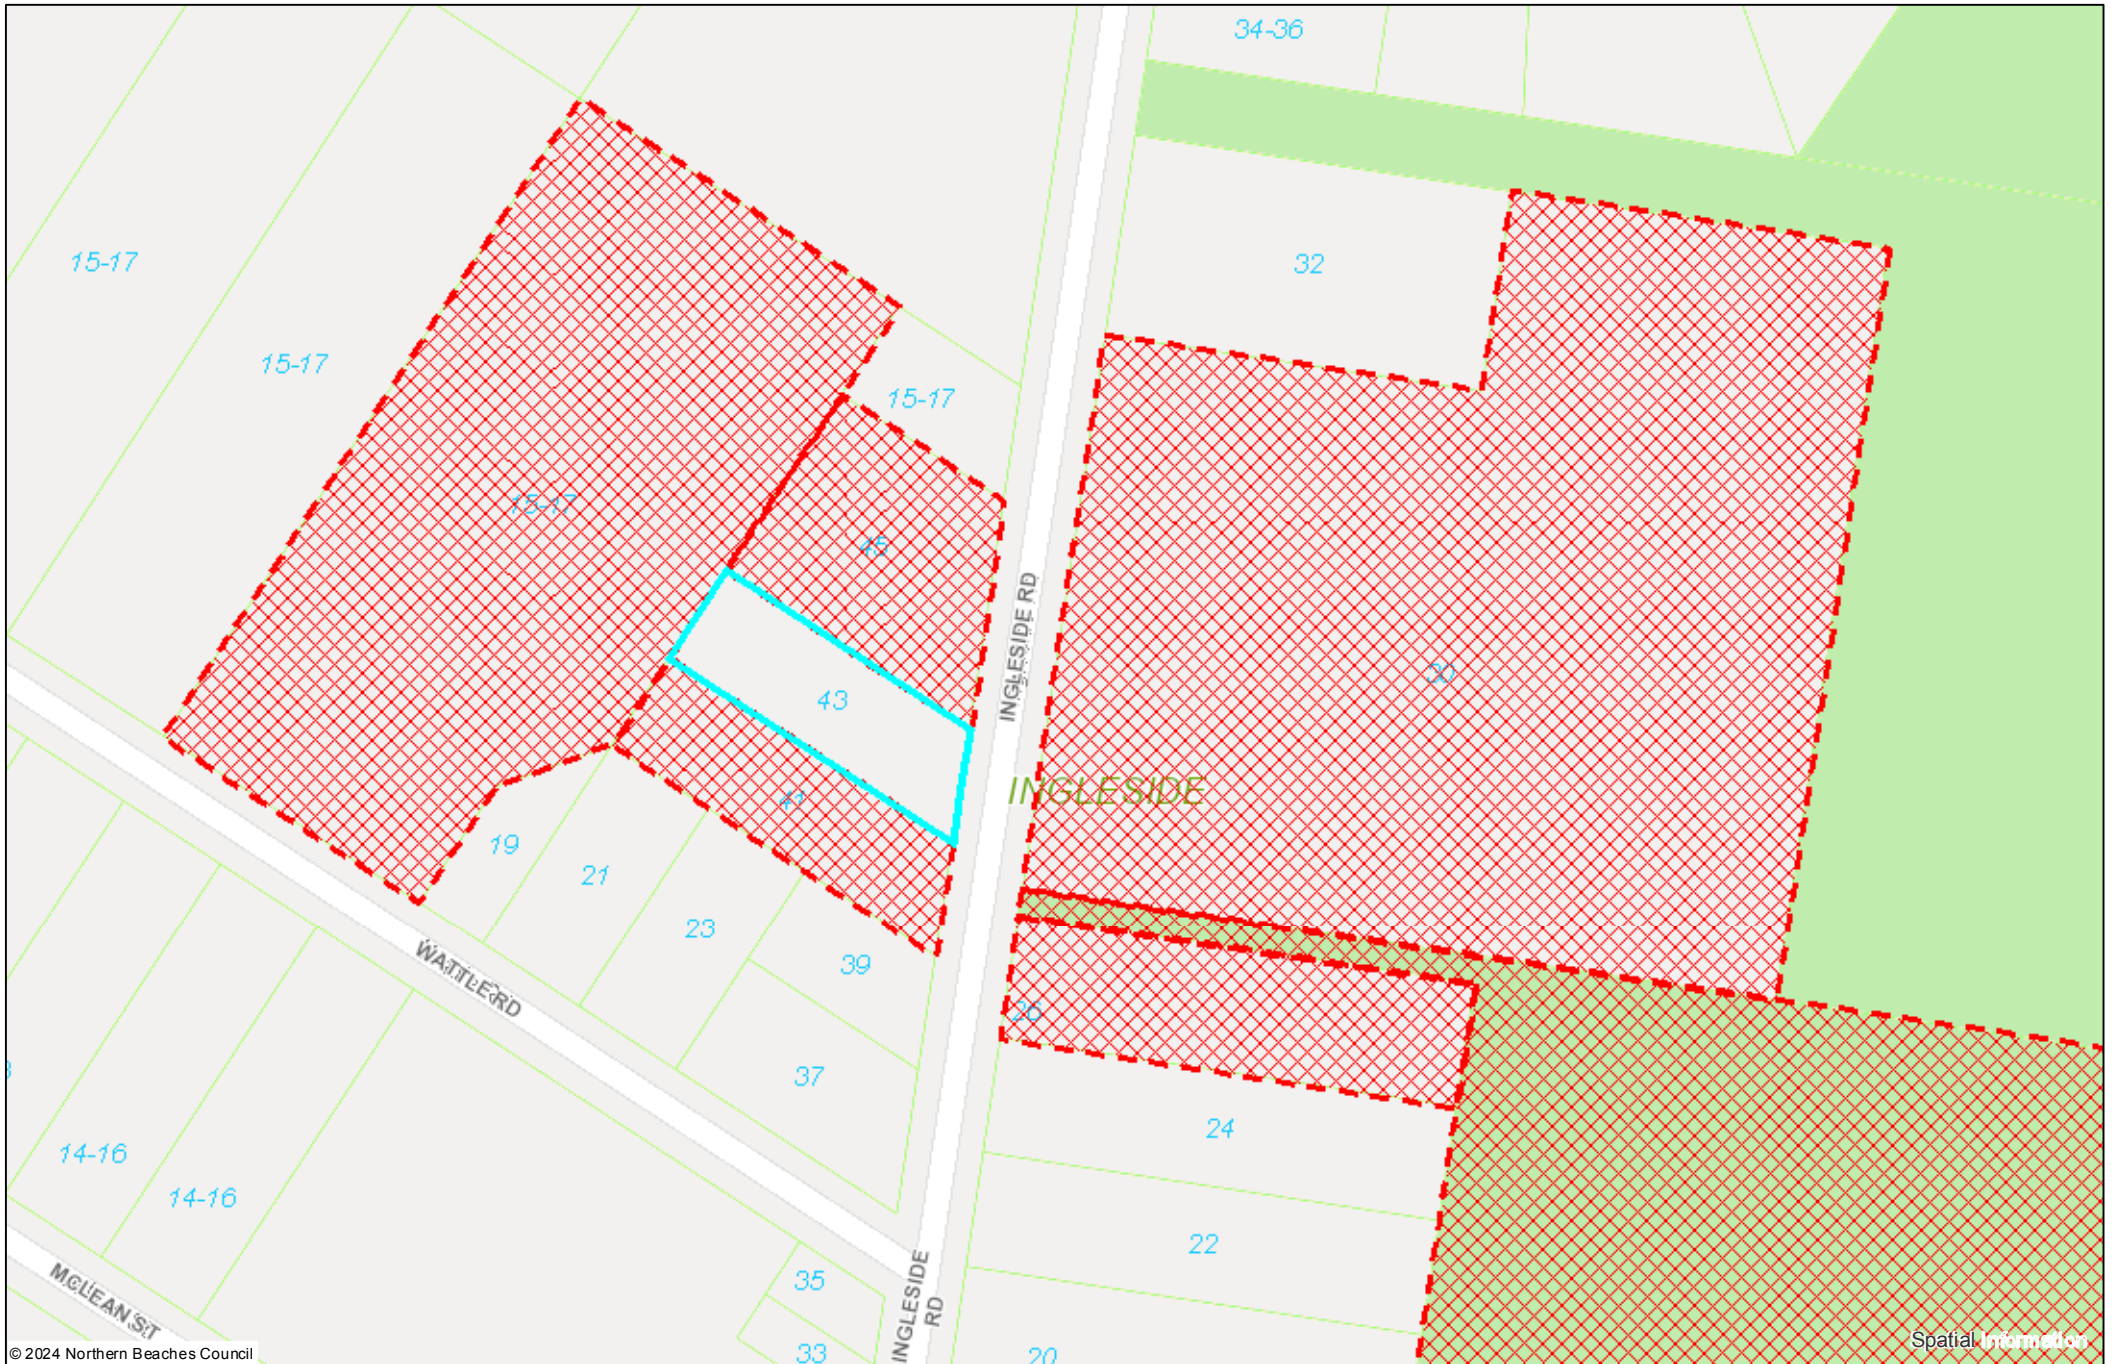 34-36
15-17
32
15-17
15-17
15-17
45
INGLESIDE RD
30
43
INGLESIDE
41
19
21
23
39
WATTLE RD
26
37
24
14-16
14-16
22
35
INGLESIDE
RD
MCLEAN ST
33
20
© 2024 Northern Beaches Council
Spatial Information